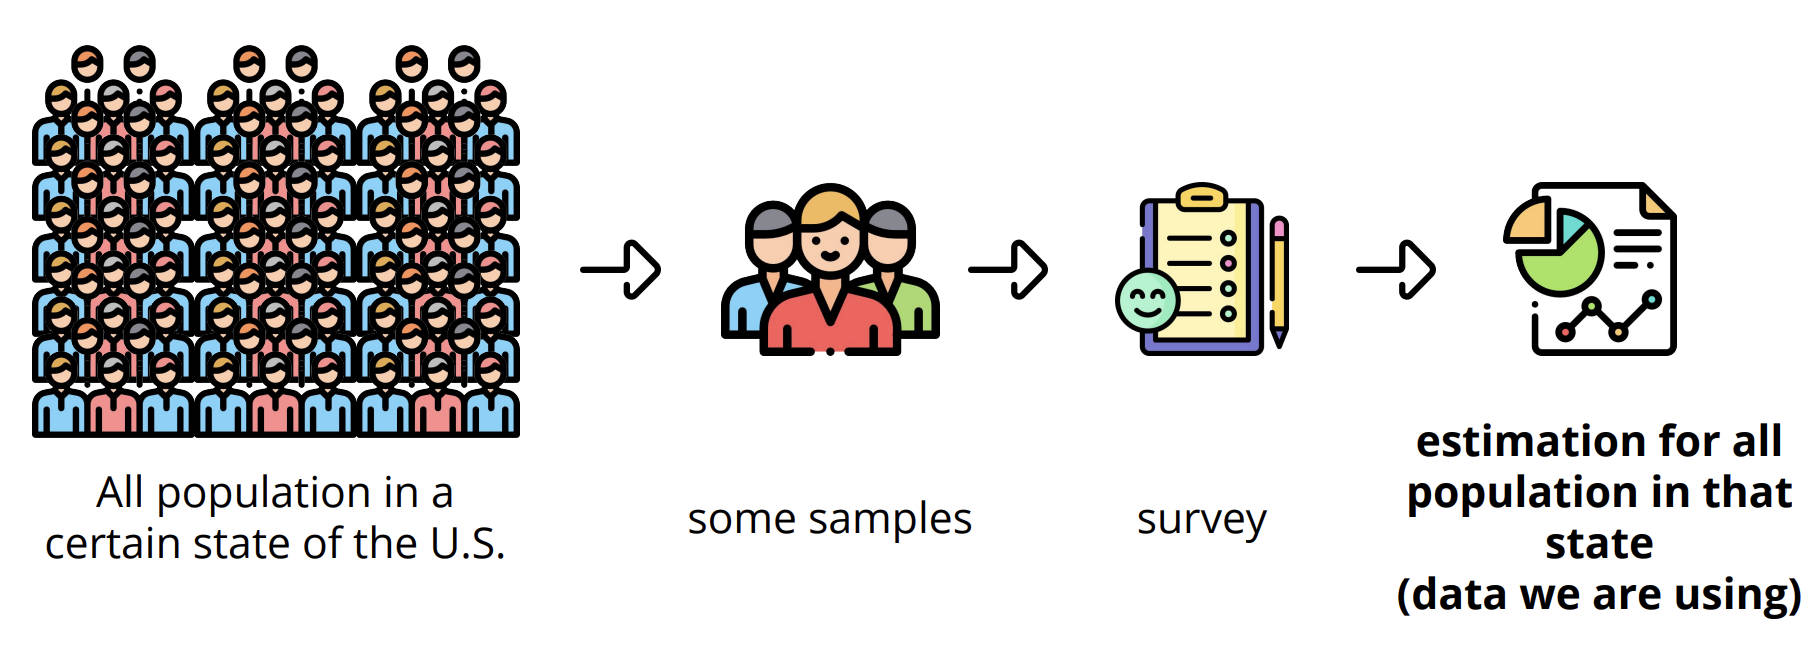 All population in a
certain state of the U.S.
some samples
survey
estimation for all
population in that
state
(data we are using)